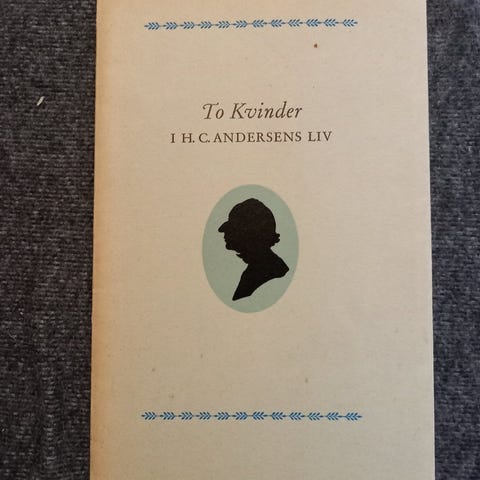 To Kvinder
I H. C. ANDERSENS LIV